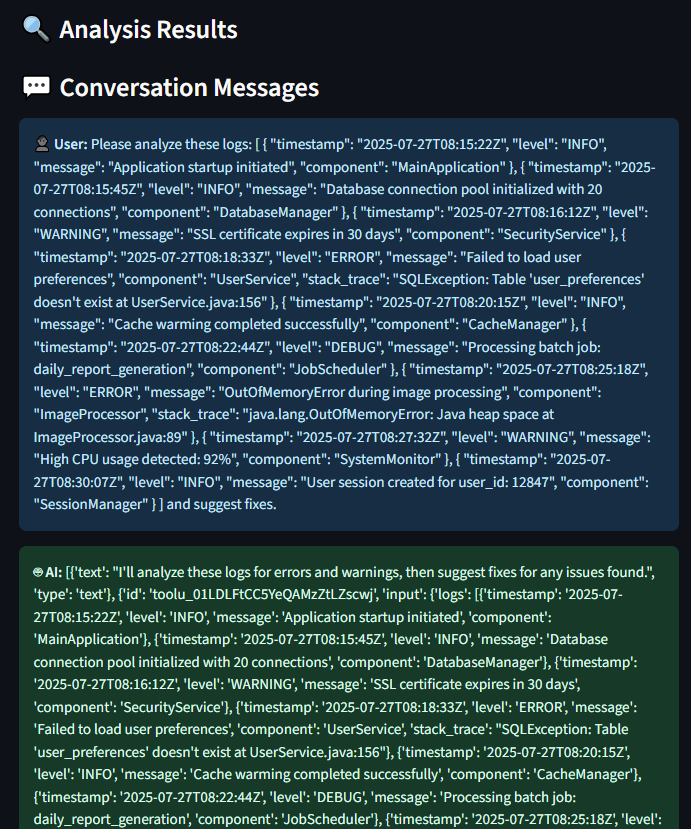 Analysis Results
Conversation Messages
User: Please analyze these logs: [ { "timestamp": "2025-07-27T08:15:22Z", "level": "INFO",
"message": "Application startup initiated", "component": "MainApplication" }, { "timestamp": "2025-
07-27T08:15:45Z", "level": "INFO", "message": "Database connection pool initialized with 20
connections", "component": "DatabaseManager" }, { "timestamp": "2025-07-27T08:16:12Z", "level":
"WARNING", "message": "SSL certificate expires in 30 days", "component": "SecurityService" }, {
"timestamp": "2025-07-27T08:18:33Z", "level": "ERROR", "message": "Failed to load user
preferences", "component": "UserService", "stack_trace": "SQLException: Table 'user_preferences'
doesn't exist at UserService.java:156" }, { "timestamp": "2025-07-27T08:20:15Z", "level": "INFO",
"message": "Cache warming completed successfully", "component": "CacheManager" }, {
"timestamp": "2025-07-27T08:22:44Z", "level": "DEBUG", "message": "Processing batch job:
daily_report_generation", "component": "JobScheduler" }, { "timestamp": "2025-07-27T08:25:18Z",
"level": "ERROR", "message": "OutOfMemoryError during image processing", "component":
"ImageProcessor", "stack_trace": "java.lang.OutOfMemoryError: Java heap space at
ImageProcessor.java:89" }, { "timestamp": "2025-07-27T08:27:32Z", "level": "WARNING", "message":
"High CPU usage detected: 92%", "component": "SystemMonitor" }, { "timestamp": "2025-07-
27T08:30:07Z", "level": "INFO", "message": "User session created for user_id: 12847", "component":
"SessionManager" } ] and suggest fixes.
AI: [{'text': "I'll analyze these logs for errors and warnings, then suggest fixes for any issues found.",
'type': 'text'}, {'id': 'toolu_01LDLFtCC5YeQAMzZtLZscwj', 'input': {'logs': [[{'timestamp': '2025-07-
27T08:15:22Z', 'level': 'INFO', 'message': 'Application startup initiated', 'component':
'MainApplication'}, {'timestamp': '2025-07-27T08:15:45Z', 'level': 'INFO', 'message': 'Database
connection pool initialized with 20 connections', 'component': 'DatabaseManager'}, {'timestamp':
'2025-07-27T08:16:12Z', 'level': 'WARNING', 'message': 'SSL certificate expires in 30 days',
'component': 'SecurityService'}, {'timestamp': '2025-07-27T08:18:33Z', 'level': 'ERROR', 'message':
'Failed to load user preferences', 'component': 'UserService', 'stack_trace': "SQLException: Table
'user_preferences' doesn't exist at UserService.java:156"}, {'timestamp': '2025-07-27T08:20:15Z',
'level': 'INFO', 'message': 'Cache warming completed successfully', 'component': 'CacheManager'},
{'timestamp': '2025-07-27T08:22:44Z', 'level': 'DEBUG', 'message': 'Processing batch job:
daily_report_generation', 'component': 'JobScheduler'}, {'timestamp': '2025-07-27T08:25:18Z', 'level':